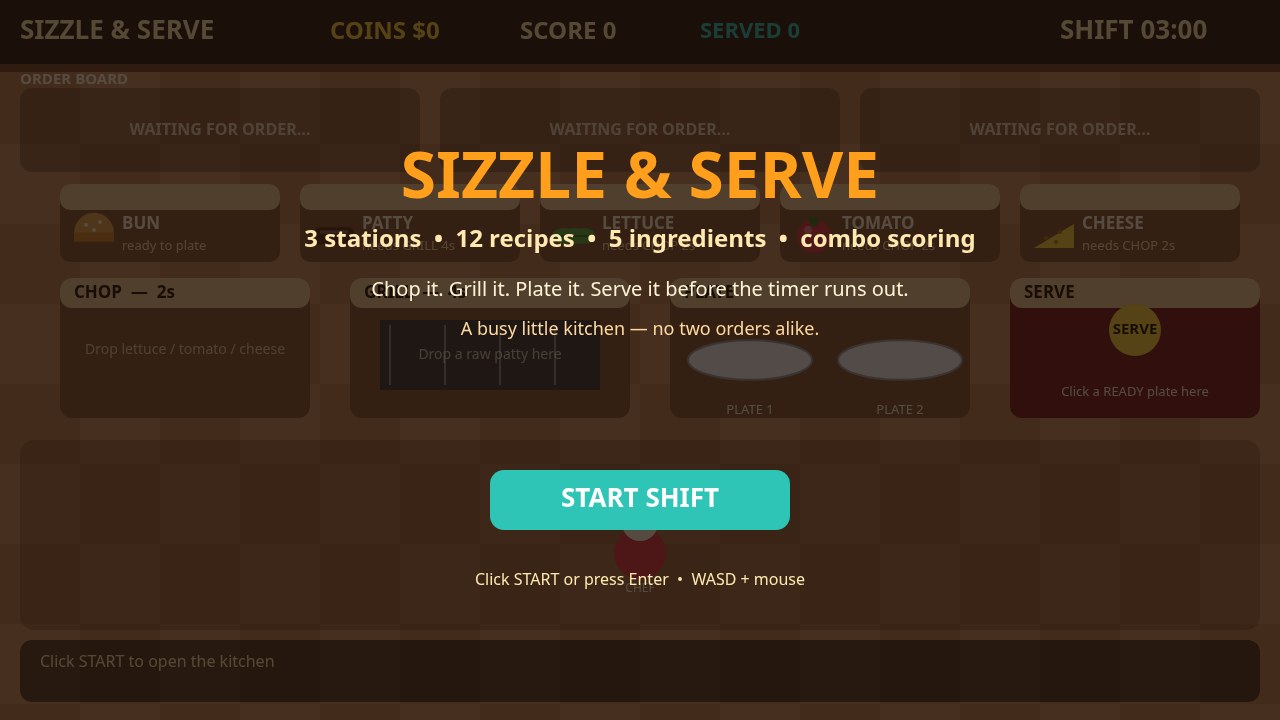 SIZZLE & SERVE COINS $0 SCORE 0 SERVED 0 SHIFT 03:00
ORDER BOARD
WAITING FOR ORDER... WAITING FOR ORDER... WAITING FOR ORDER...
SIZZLE & SERVE
BUN PATTY LETTUCE TOMATO CHEESE
ready to plate 4s needs CHOP 2s
3 stations • 12 recipes • 5 ingredients • combo scoring
CHOP — 2s SERVE
Chop it. Grill it. Plate it. Serve it before the timer runs out.
SERVE
A busy little kitchen — no two orders alike.
Drop lettuce / tomato / cheese Drop a raw patty here
Click a READY plate here
PLATE 1 PLATE 2
START SHIFT
Click START or press Enter • WASD + mouse
CHEF
Click START to open the kitchen